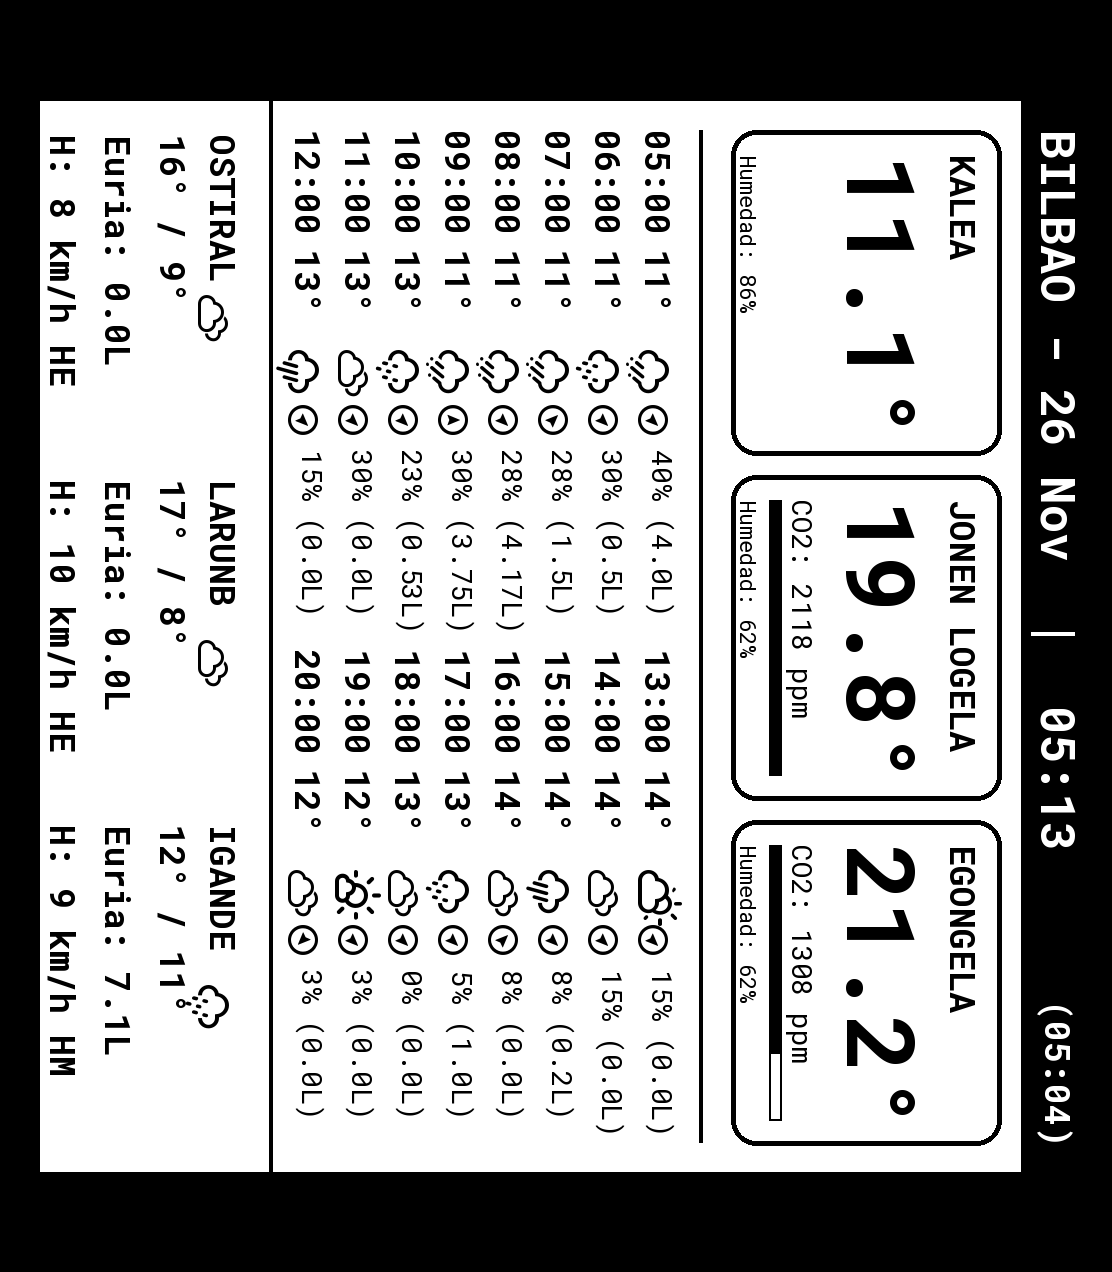 BILBAO - 26 Nov | 05:13 (05:04)
KALEA
11.1°
Humedad: 86%
JONEN LOGELA
19.8°
CO2: 2118 ppm
Humedad: 62%
EGONGELA
21.2°
CO2: 1308 ppm
Humedad: 62%
05:00 11° 40% (4.0L)
06:00 11° 30% (0.5L)
07:00 11° 28% (1.5L)
08:00 11° 28% (4.17L)
09:00 11° 30% (3.75L)
10:00 13° 23% (0.53L)
11:00 13° 30% (0.0L)
12:00 13° 15% (0.0L)
13:00 14° 15% (0.0L)
14:00 14° 15% (0.0L)
15:00 14° 8% (0.2L)
16:00 14° 8% (0.0L)
17:00 13° 5% (1.0L)
18:00 13° 0% (0.0L)
19:00 12° 3% (0.0L)
20:00 12° 3% (0.0L)
OSTIRAL
16° / 9°
Euria: 0.0L
H: 8 km/h HE
LARUNB
17° / 8°
Euria: 0.0L
H: 10 km/h HE
IGANDE
12° / 11°
Euria: 7.1L
H: 9 km/h HM